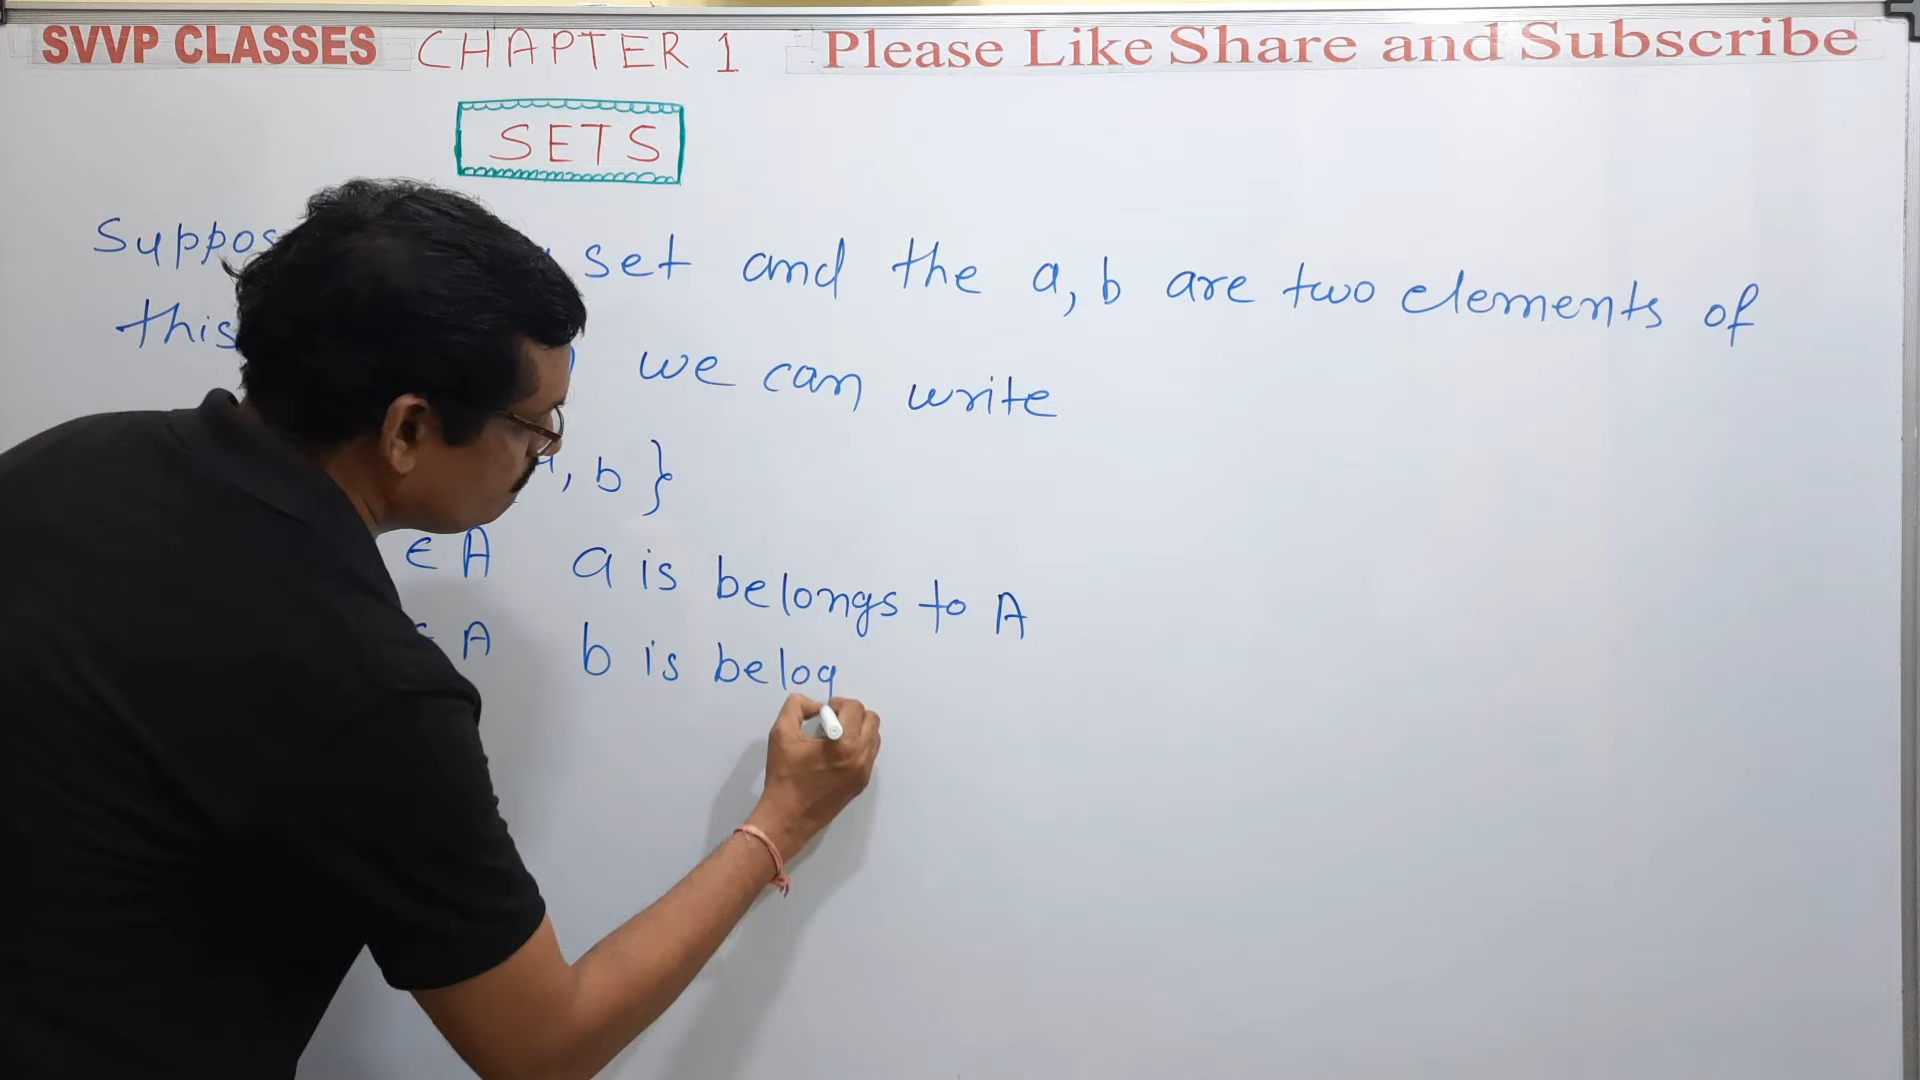 SVVP CLASSES CHAPTER 1 Please Like Share and Subscribe
SETS
Suppos set and the a, b are two elements of
this we can write
, b }
∈ A a is belongs to A
A b is belog